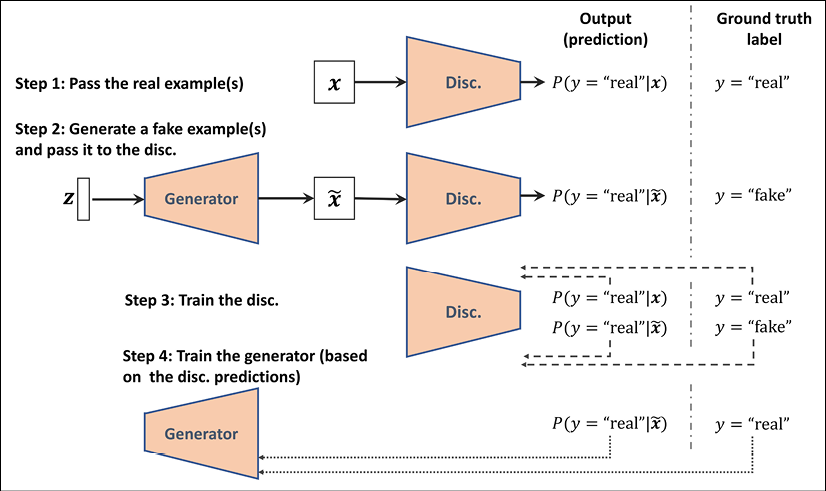 Output
(prediction)
Ground truth
label
Step 1: Pass the real example(s)
x
Disc.
P(y = “real”|x)
y = “real”
Step 2: Generate a fake example(s)
and pass it to the disc.
z
Generator
x̃
Disc.
P(y = “real”|x̃)
y = “fake”
Step 3: Train the disc.
Disc.
P(y = “real”|x)
y = “real”
P(y = “real”|x̃)
y = “fake”
Step 4: Train the generator (based
on the disc. predictions)
Generator
P(y = “real”|x̃)
y = “real”